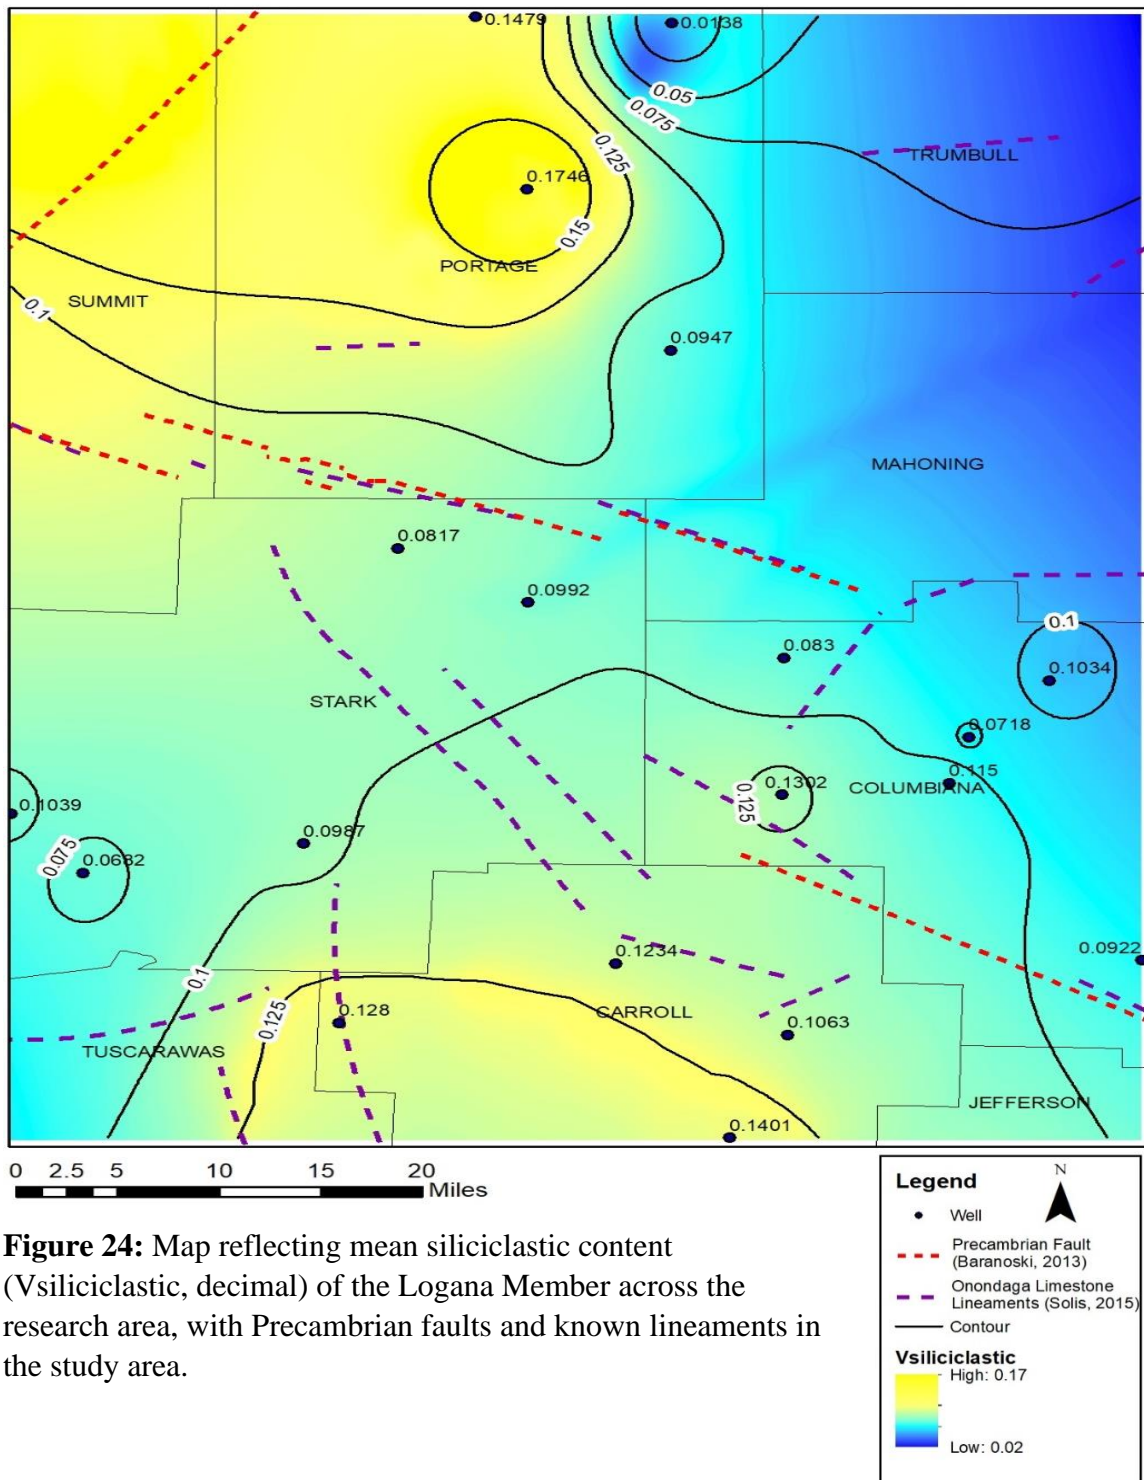 0.1479
0.0138
0.05
0.075
0.125
TRUMBULL
0.1746
0.15
PORTAGE
SUMMIT
0.1
0.0947
MAHONING
0.0817
0.0992
0.083
0.1
0.1034
STARK
0.0718
0.115
0.1302
COLUMBIANA
0.125
0.1039
0.0987
0.075
0.0682
0.1234
0.0922
0.1
0.125
0.128
CARROLL
0.1063
TUSCARAWAS
JEFFERSON
0.1401
0 2.5 5 10 15 20
Miles
Legend
N
Well
Precambrian Fault
(Baranoski, 2013)
Onondaga Limestone
Lineaments (Solis, 2015)
Contour
Vsiliciclastic
High: 0.17
Low: 0.02
Figure 24: Map reflecting mean siliciclastic content
(Vsiliciclastic, decimal) of the Logana Member across the
research area, with Precambrian faults and known lineaments in
the study area.